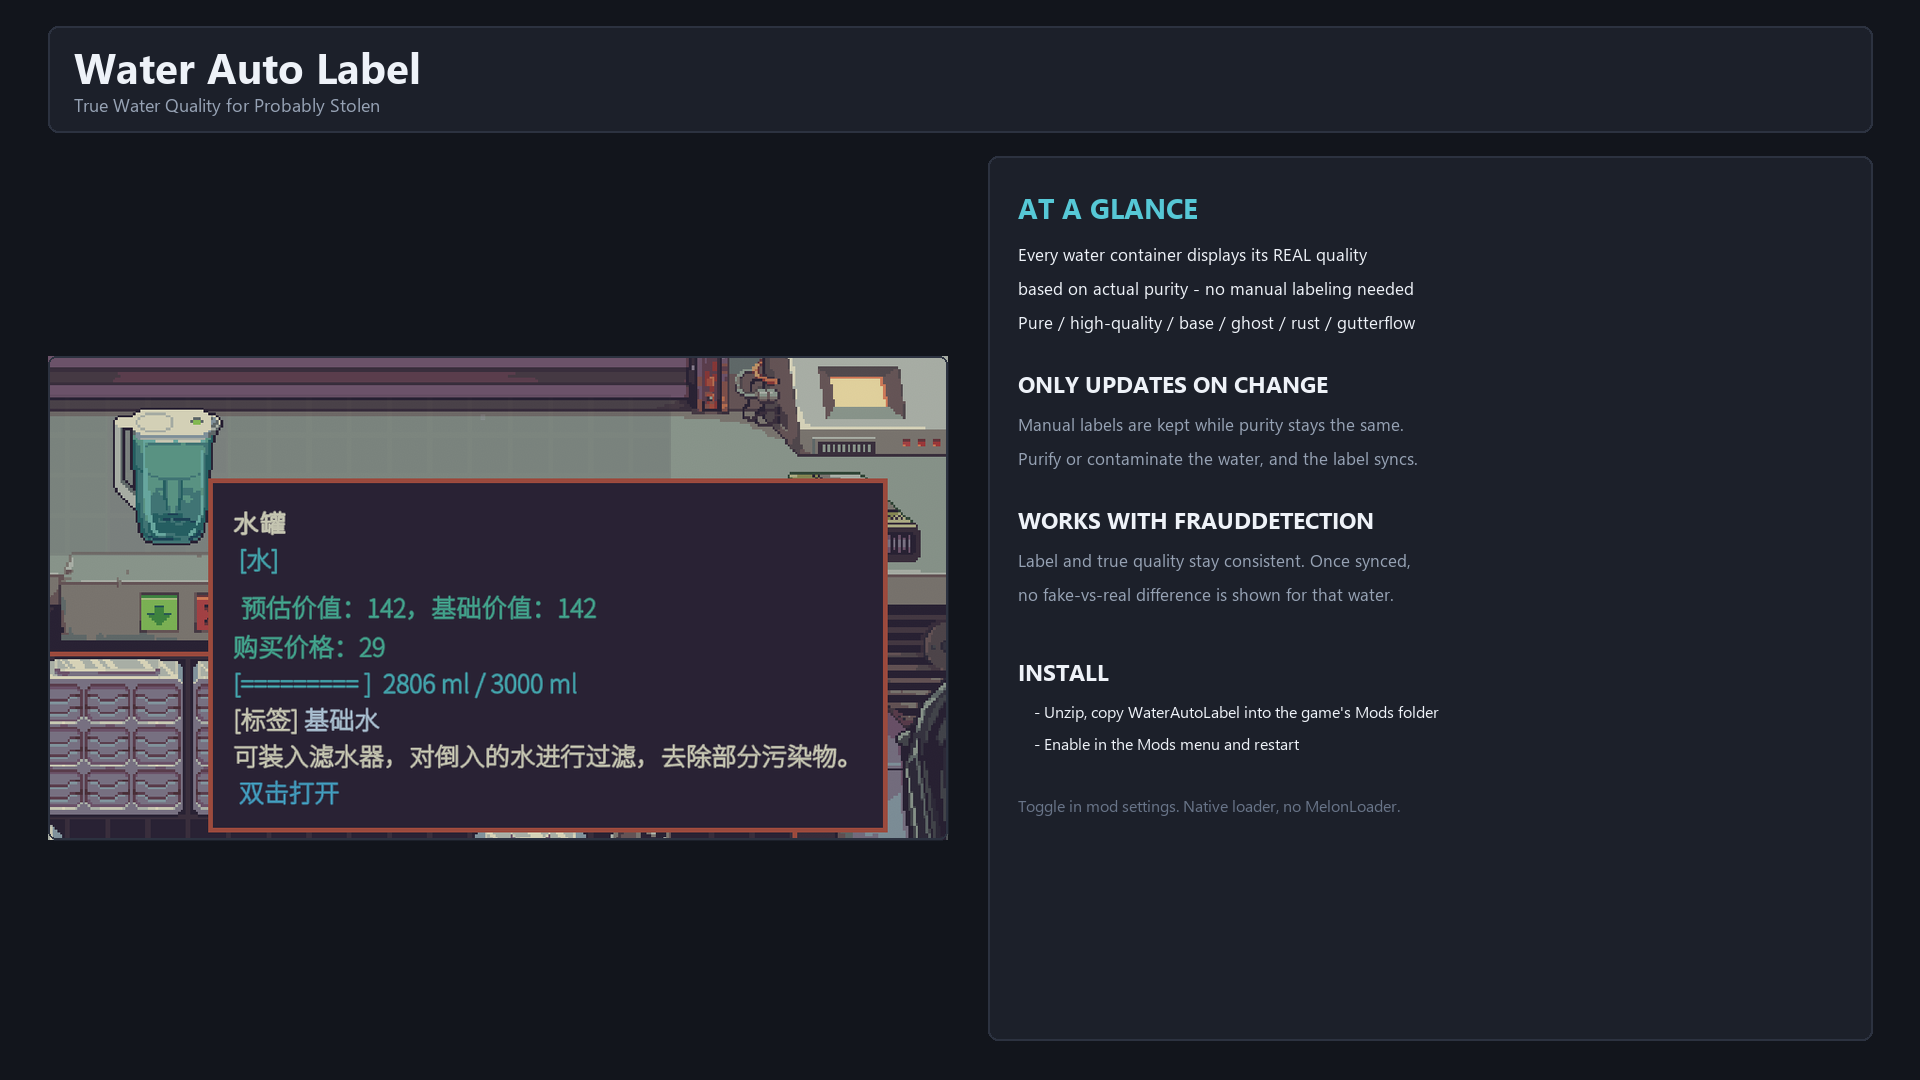 Water Auto Label
True Water Quality for Probably Stolen
水罐
[水]
预估价值：142，基础价值：142
购买价格：29
[========= ] 2806 ml / 3000 ml
[标签] 基础水
可装入滤水器，对倒入的水进行过滤，去除部分污染物。
双击打开
AT A GLANCE
Every water container displays its REAL quality
based on actual purity - no manual labeling needed
Pure / high-quality / base / ghost / rust / gutterflow
ONLY UPDATES ON CHANGE
Manual labels are kept while purity stays the same.
Purify or contaminate the water, and the label syncs.
WORKS WITH FRAUDDETECTION
Label and true quality stay consistent. Once synced,
no fake-vs-real difference is shown for that water.
INSTALL
- Unzip, copy WaterAutoLabel into the game's Mods folder
- Enable in the Mods menu and restart
Toggle in mod settings. Native loader, no MelonLoader.